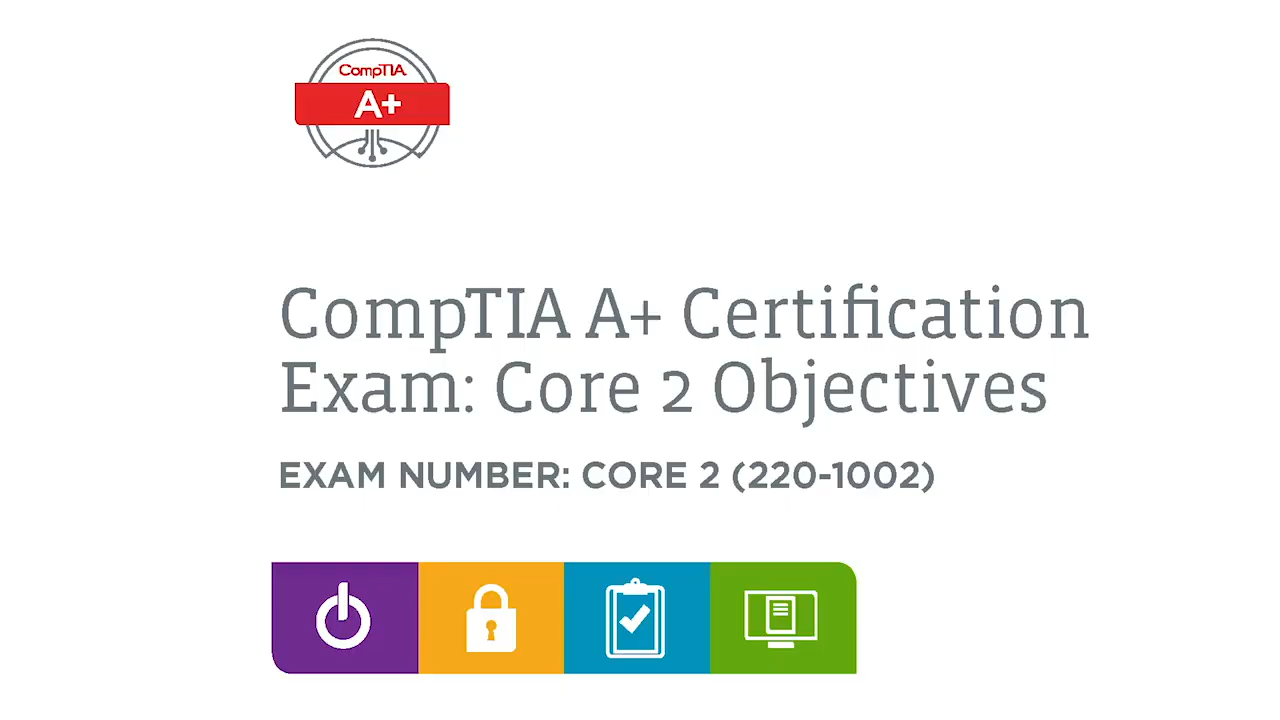 CompTIA
A+
CompTIA A+ Certification
Exam: Core 2 Objectives
EXAM NUMBER: CORE 2 (220-1002)